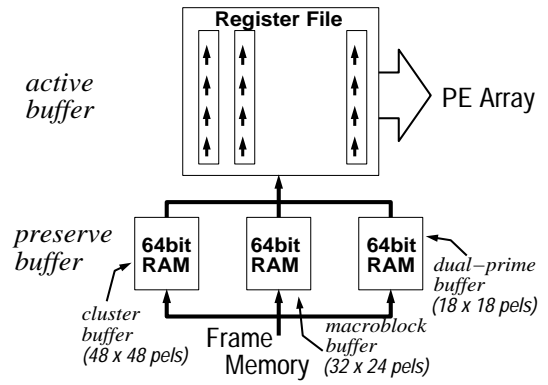 Register File
active
buffer
PE Array
preserve
buffer
64bit
RAM
64bit
RAM
64bit
RAM
dual-prime
buffer
(18 x 18 pels)
cluster
buffer
(48 x 48 pels)
Frame
Memory
macroblock
buffer
(32 x 24 pels)